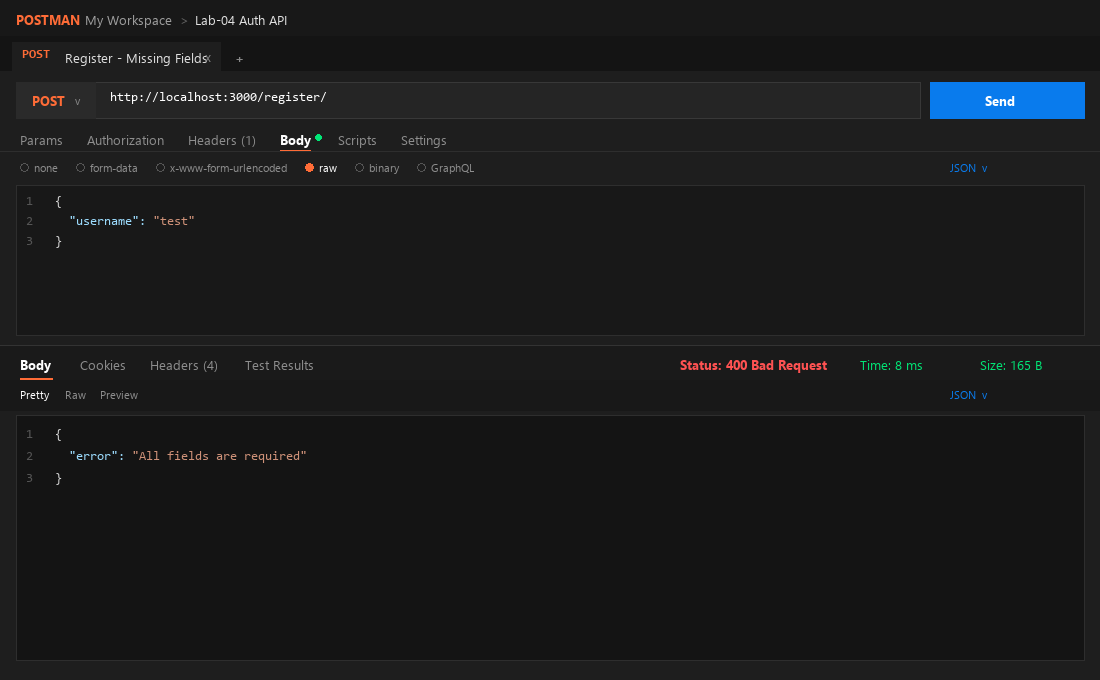 POSTMAN My Workspace > Lab-04 Auth API
POST Register - Missing Fields x +
POST v http://localhost:3000/register/ Send
Params Authorization Headers (1) Body Scripts Settings
none form-data x-www-form-urlencoded raw binary GraphQL JSON v
1 {
2 "username": "test"
3 }
Body Cookies Headers (4) Test Results Status: 400 Bad Request Time: 8 ms Size: 165 B
Pretty Raw Preview JSON v
1 {
2 "error": "All fields are required"
3 }